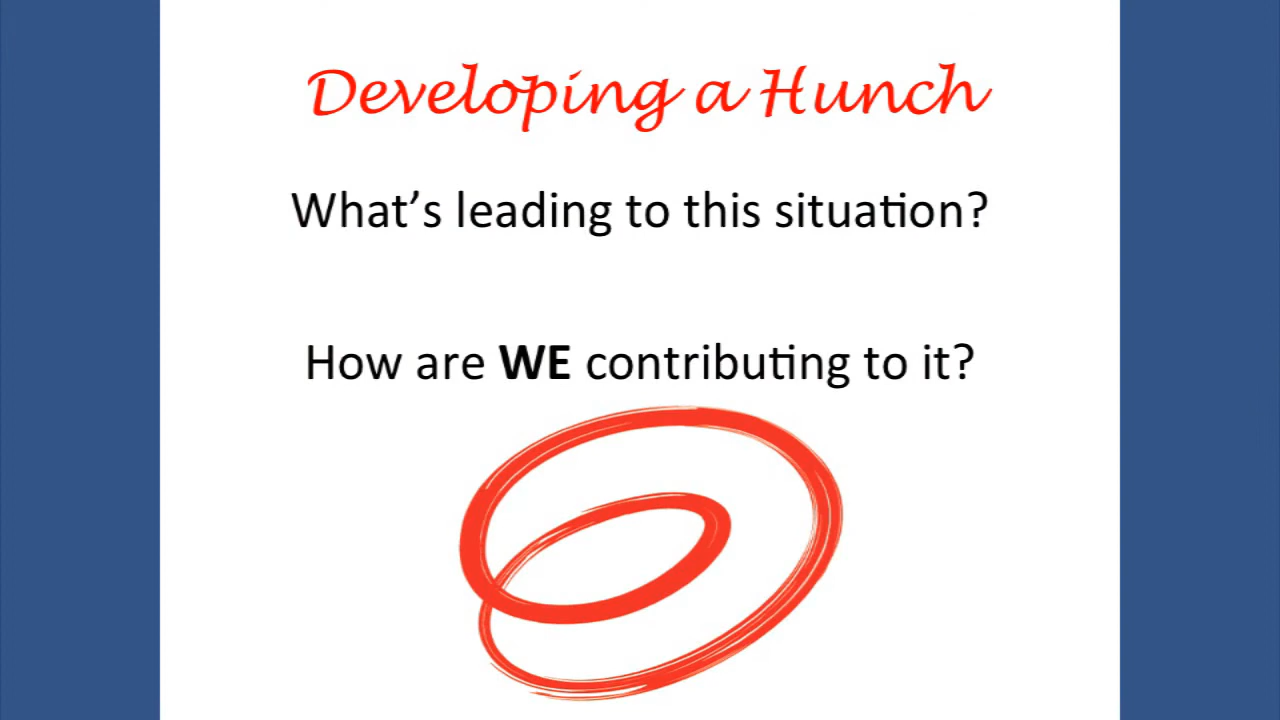 Developing a Hunch
What's leading to this situation?
How are WE contributing to it?